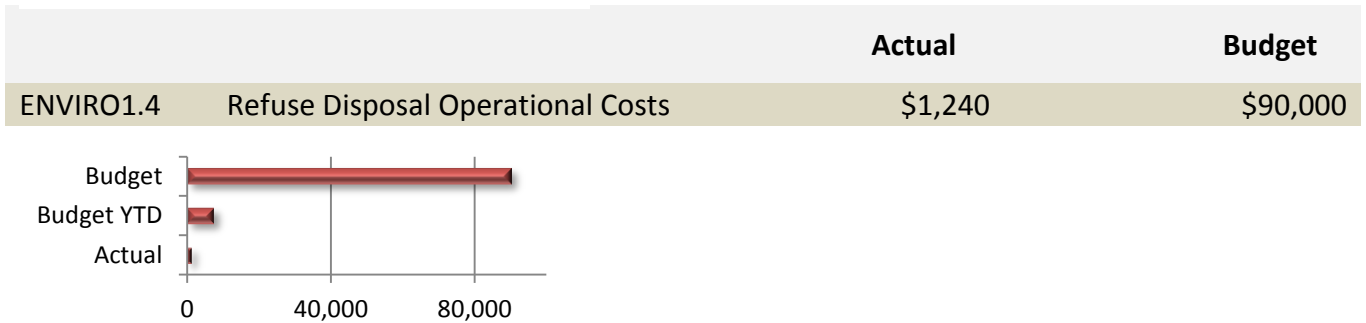 Actual Budget
ENVIRO1.4 Refuse Disposal Operational Costs $1,240 $90,000
Budget
Budget YTD
Actual
0 40,000 80,000